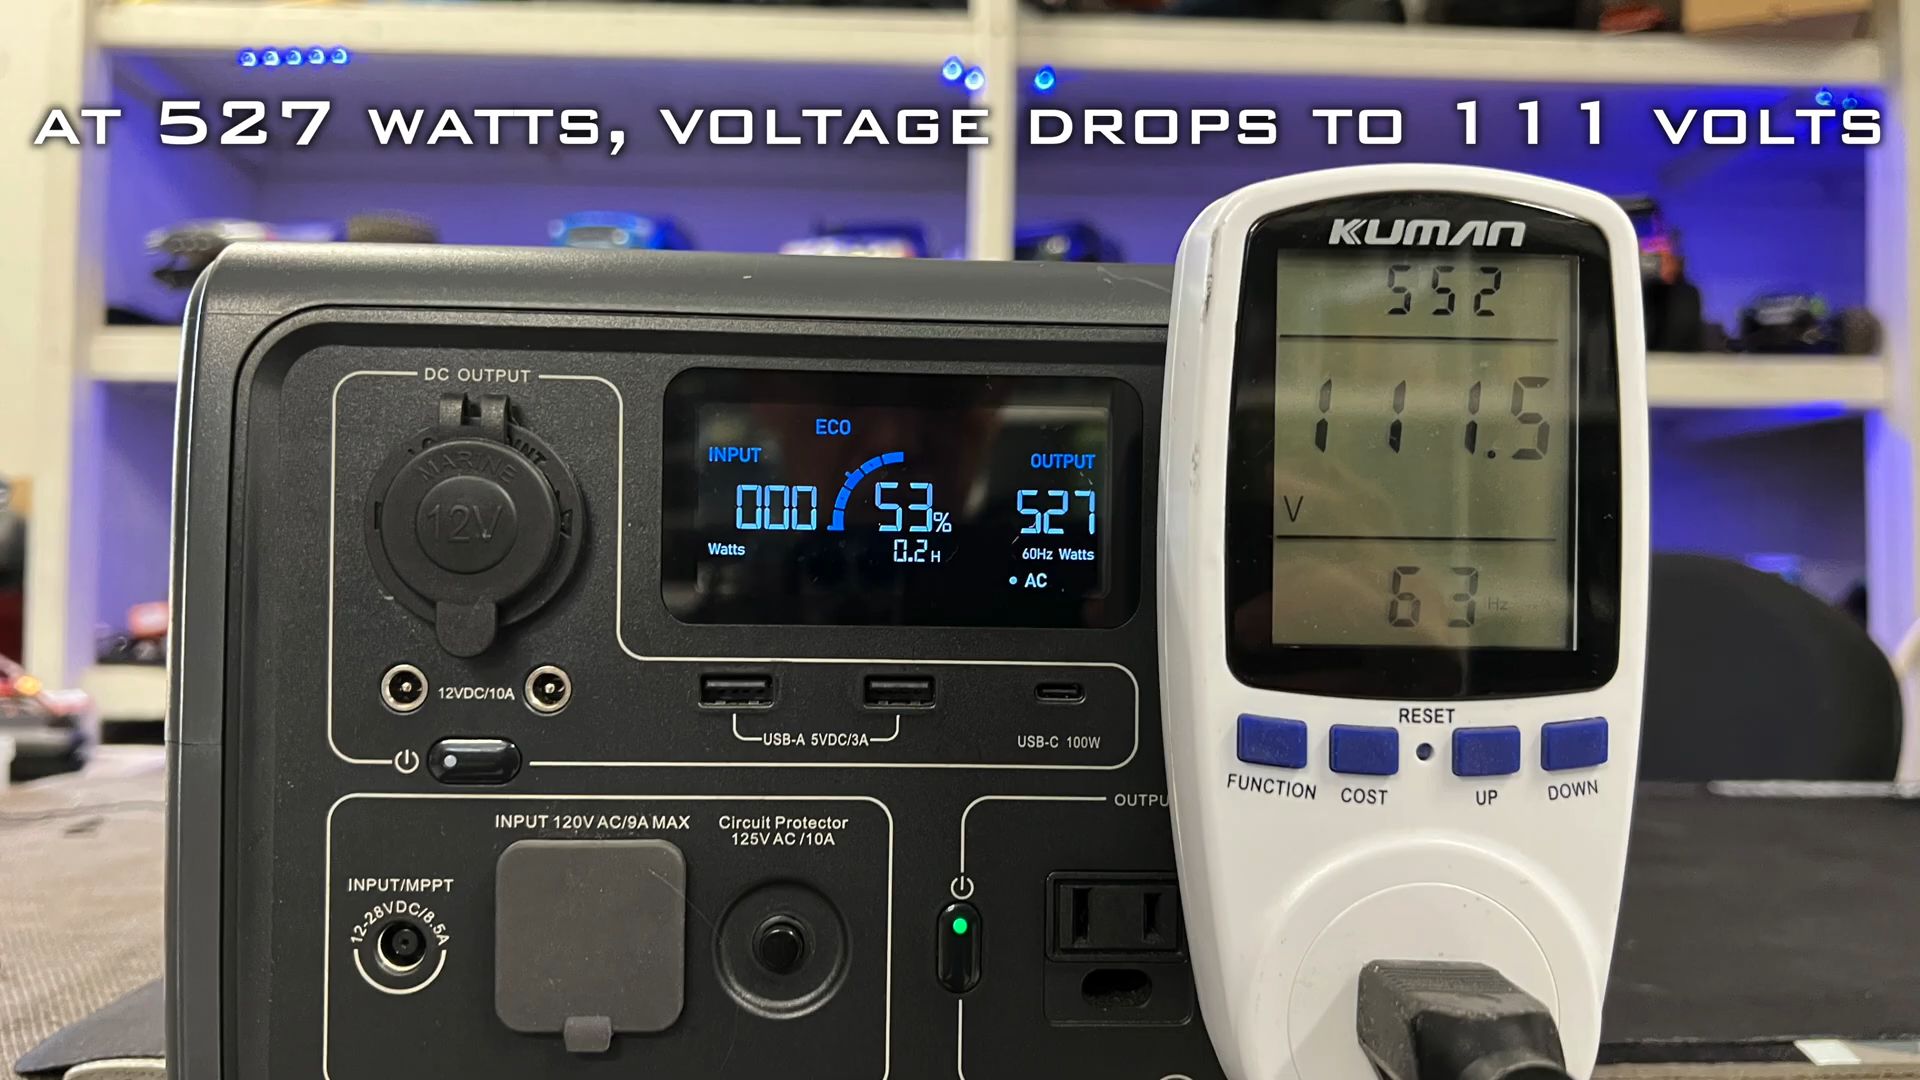 AT 527 WATTS, VOLTAGE DROPS TO 111 VOLTS
KUMAN
552
111.5
V
63 Hz
RESET
FUNCTION
COST
UP
DOWN
DC OUTPUT
MARINE
12V
12VDC/10A
ECO
INPUT
000
Watts
53%
0.2H
OUTPUT
527
60Hz Watts
AC
USB-A 5VDC/3A
USB-C 100W
INPUT 120V AC/9A MAX
Circuit Protector
125V AC /10A
INPUT/MPPT
12-28VDC/8.5A